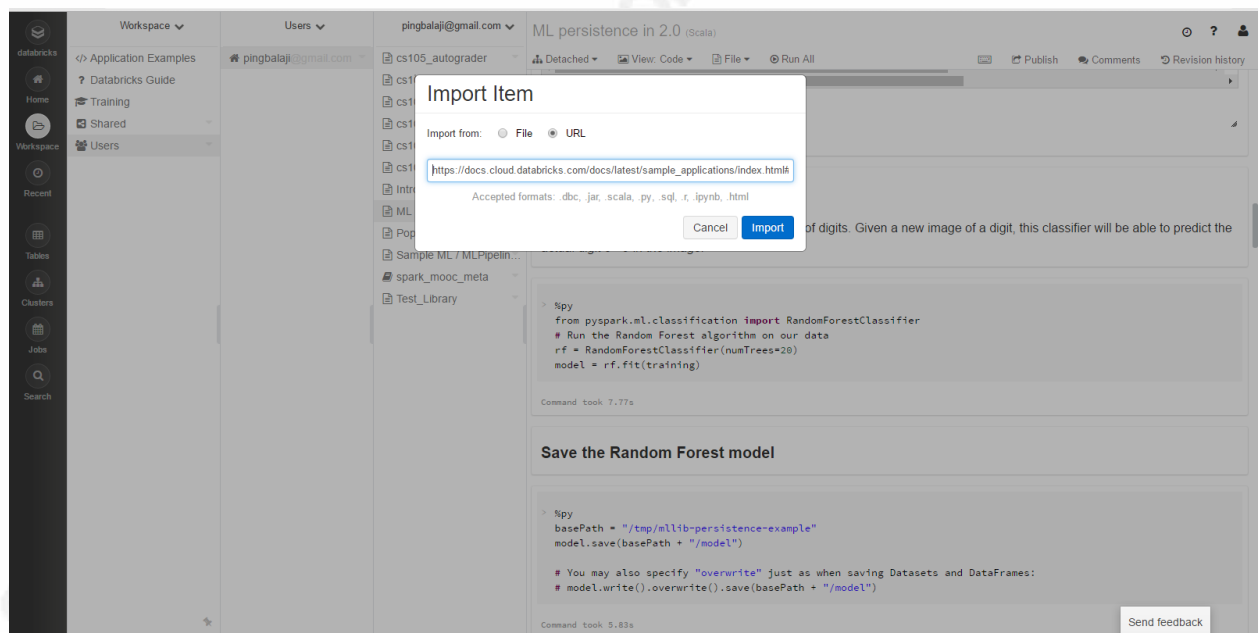 databricks
Home
Workspace
Recent
Tables
Clusters
Jobs
Search
Workspace
Application Examples
? Databricks Guide
Training
Shared
Users
Users
pingbalaji@gmail.com
pingbalaji@gmail.com
cs105_autograder
cs1
cs1
cs1
cs1
cs1
Intr
ML
Pop
Sample ML / MLPipelin...
spark_mooc_meta
Test_Library
ML persistence in 2.0 (Scala)
?
Detached View: Code File Run All
Publish Comments Revision history
Import Item
Import from: File URL
https://docs.cloud.databricks.com/docs/latest/sample_applications/index.html#
Accepted formats: .dbc, .jar, .scala, .py, .sql, .r, .ipynb, .html
Cancel Import
of digits. Given a new image of a digit, this classifier will be able to predict the
> %py
from pyspark.ml.classification import RandomForestClassifier
# Run the Random Forest algorithm on our data
rf = RandomForestClassifier(numTrees=20)
model = rf.fit(training)
Command took 7.77s
Save the Random Forest model
> %py
basePath = "/tmp/mllib-persistence-example"
model.save(basePath + "/model")
# You may also specify "overwrite" just as when saving Datasets and DataFrames:
# model.write().overwrite().save(basePath + "/model")
Command took 5.83s
Send feedback